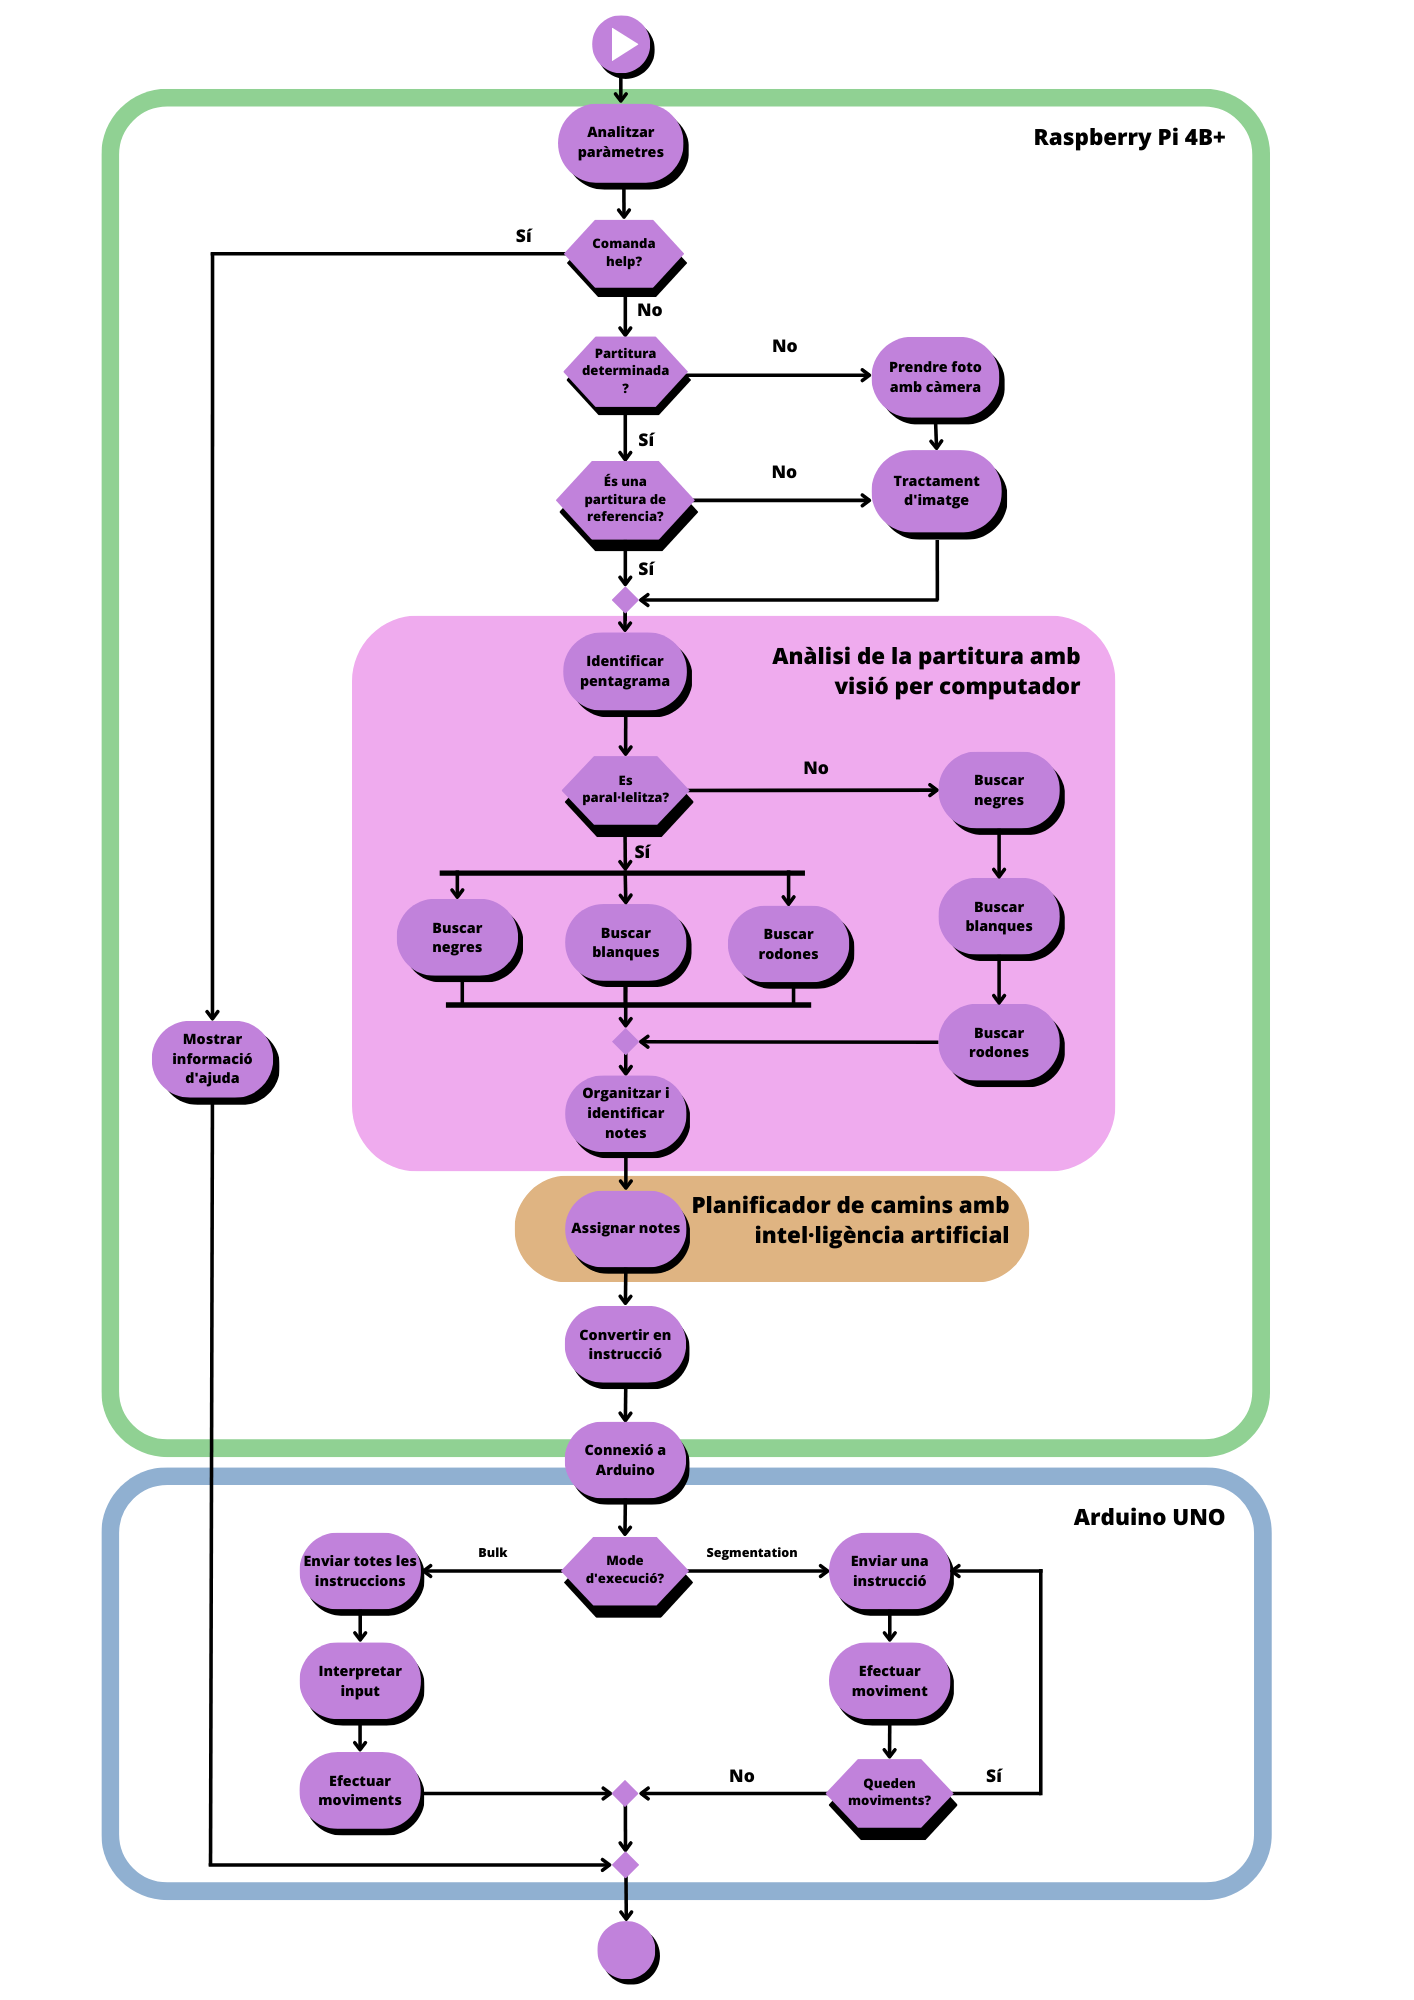 Analitzar
paràmetres
Raspberry Pi 4B+
Sí
Comanda
help?
No
Partitura
determinada
?
No
Prendre foto
amb càmera
Sí
És una
partitura de
referencia?
No
Tractament
d'imatge
Sí
Identificar
pentagrama
Anàlisi de la partitura amb
visió per computador
Es
paral·lelitza?
No
Buscar
negres
Sí
Buscar
negres
Buscar
blanques
Buscar
rodones
Buscar
blanques
Buscar
rodones
Mostrar
informació
d'ajuda
Organitzar i
identificar
notes
Assignar notes
Planificador de camins amb
intel·ligència artificial
Convertir en
instrucció
Connexió a
Arduino
Arduino UNO
Enviar totes les
instruccions
Bulk
Mode
d'execució?
Segmentation
Enviar una
instrucció
Interpretar
input
Efectuar
moviment
Efectuar
moviments
No
Queden
moviments?
Sí